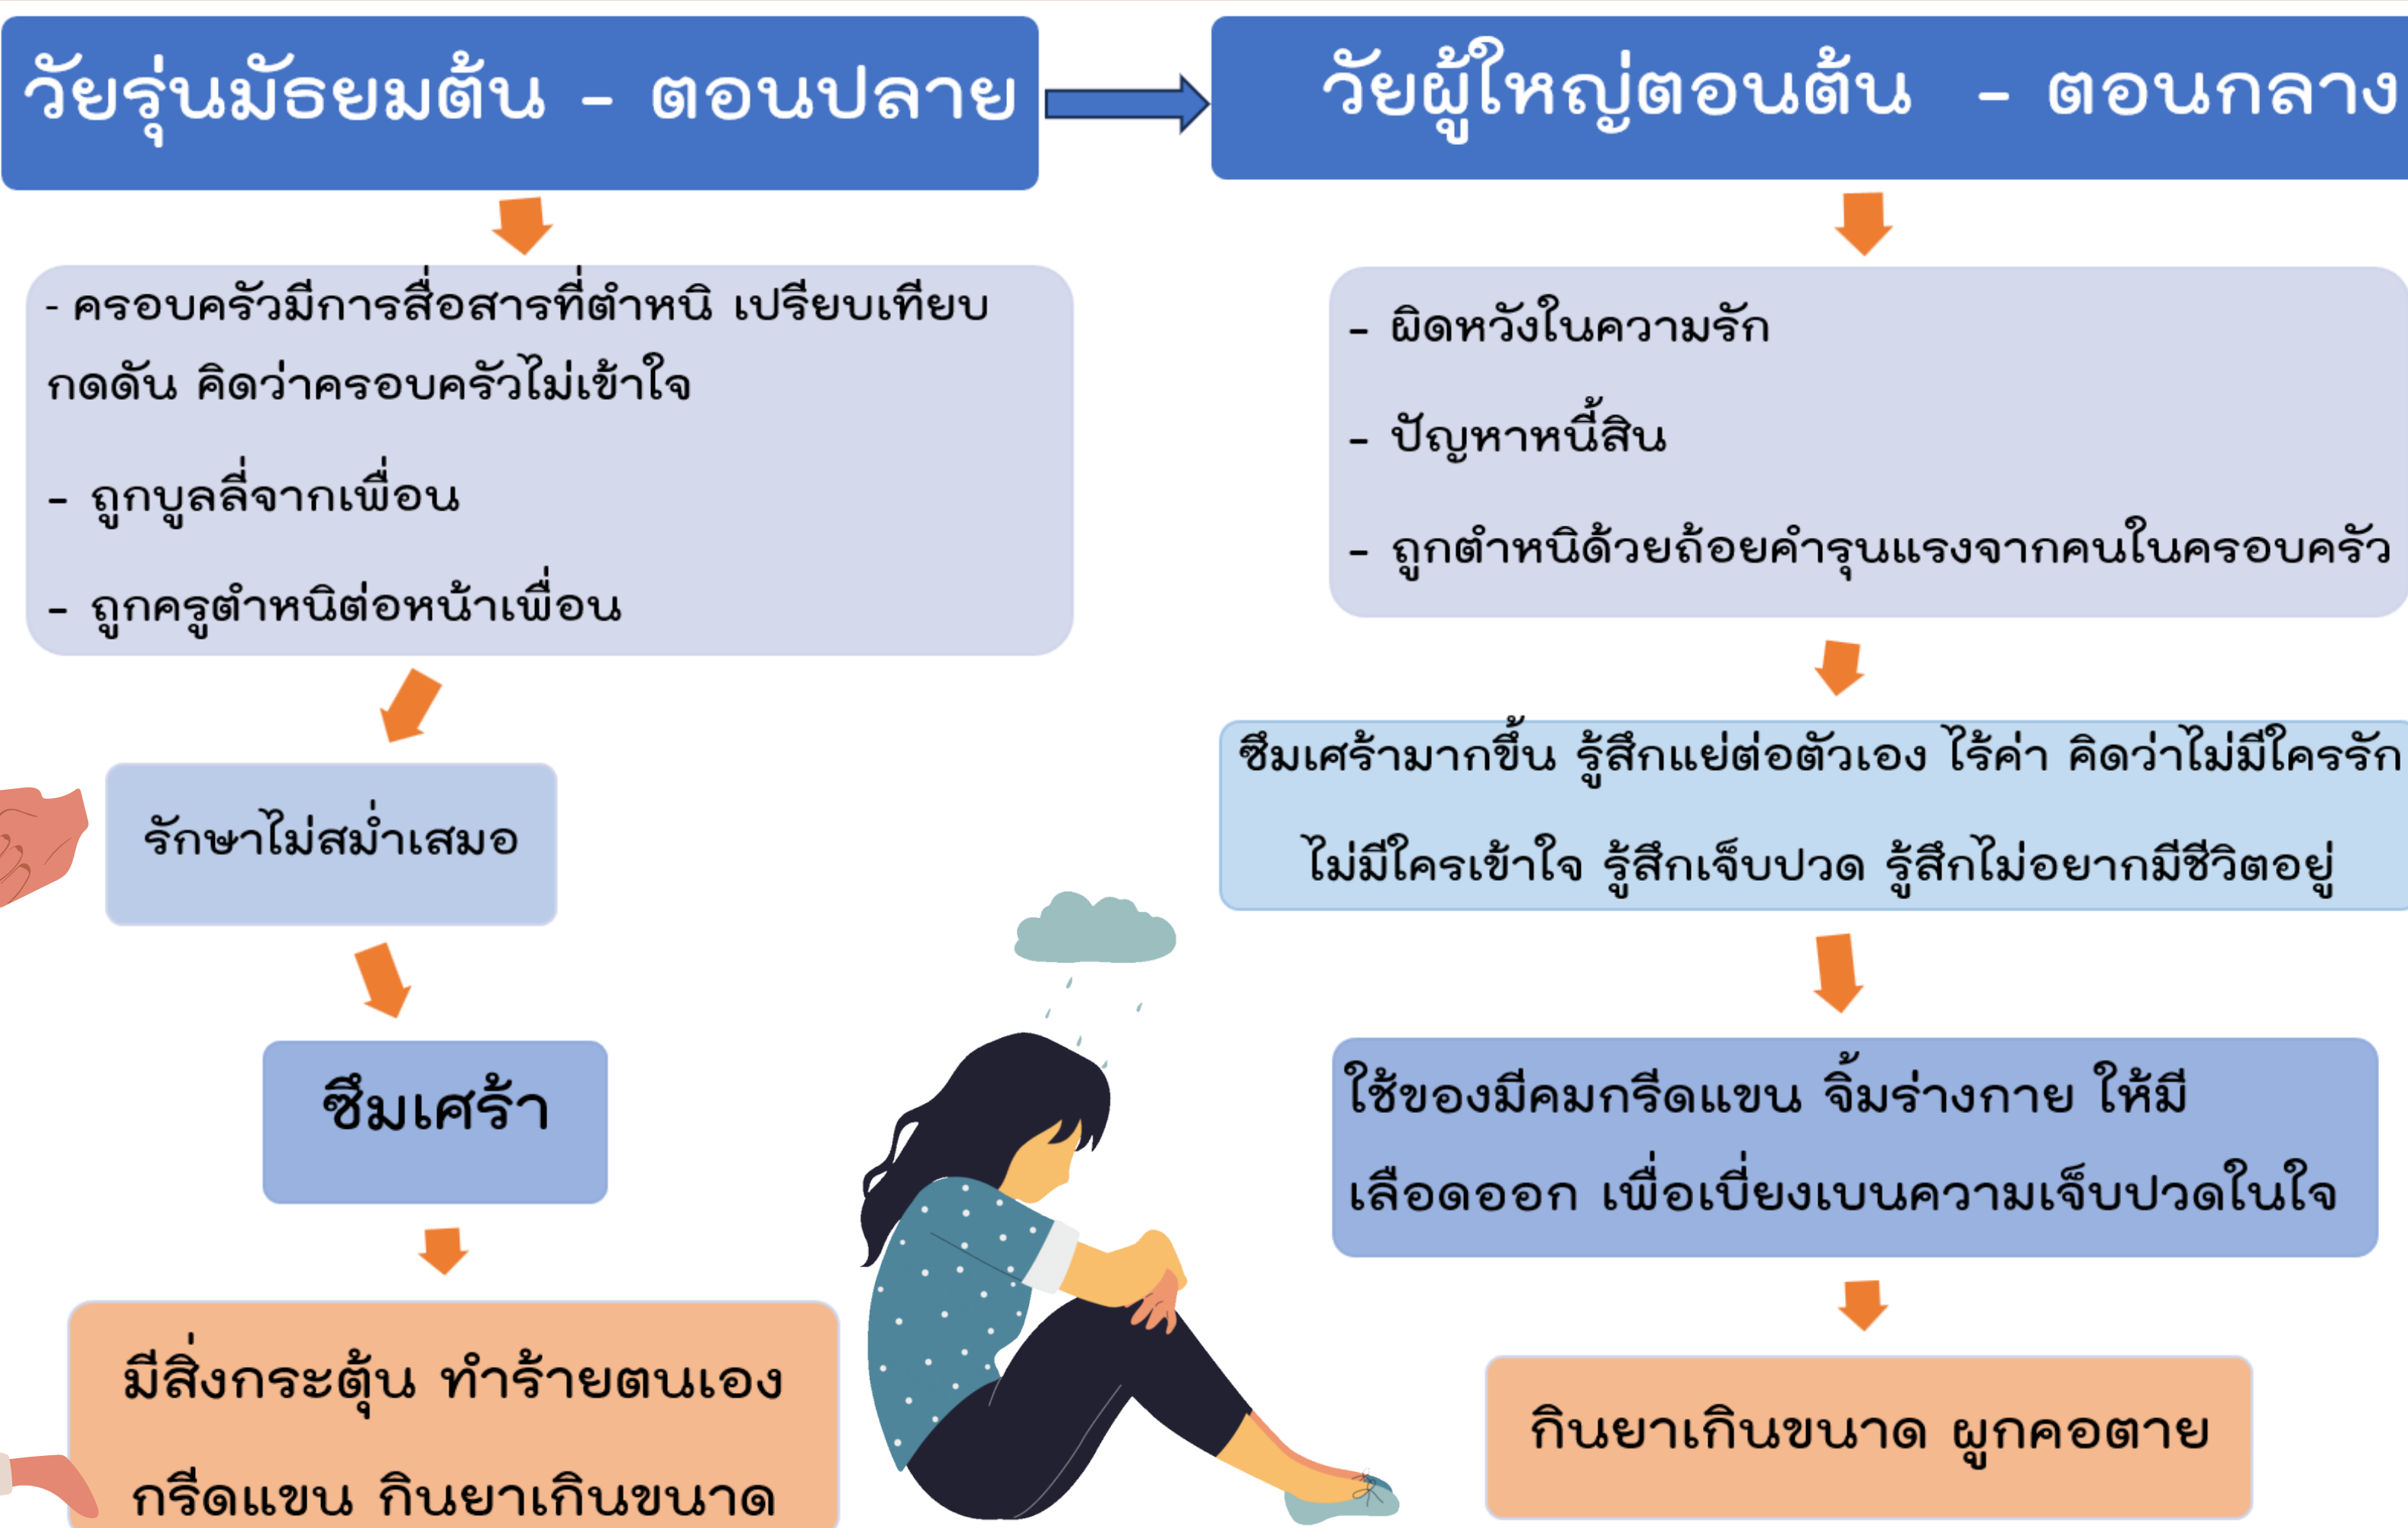 วัยรุ่นมัธยมต้น - ตอนปลาย
- ครอบครัวมีการสื่อสารที่ตำหนิ เปรียบเทียบ
กดดัน คิดว่าครอบครัวไม่เข้าใจ
- ถูกบูลลี่จากเพื่อน
- ถูกครูตำหนิต่อหน้าเพื่อน
รักษาไม่สม่ำเสมอ
ซึมเศร้า
มีสิ่งกระตุ้น ทำร้ายตนเอง
กรีดแขน กินยาเกินขนาด
วัยผู้ใหญ่ตอนต้น - ตอนกลาง
- ผิดหวังในความรัก
- ปัญหาหนี้สิน
- ถูกตำหนิด้วยถ้อยคำรุนแรงจากคนในครอบครัว
ซึมเศร้ามากขึ้น รู้สึกแย่ต่อตัวเอง ไร้ค่า คิดว่าไม่มีใครรัก
ไม่มีใครเข้าใจ รู้สึกเจ็บปวด รู้สึกไม่อยากมีชีวิตอยู่
ใช้ของมีคมกรีดแขน จิ้มร่างกาย ให้มี
เลือดออก เพื่อเบี่ยงเบนความเจ็บปวดในใจ
กินยาเกินขนาด ผูกคอตาย